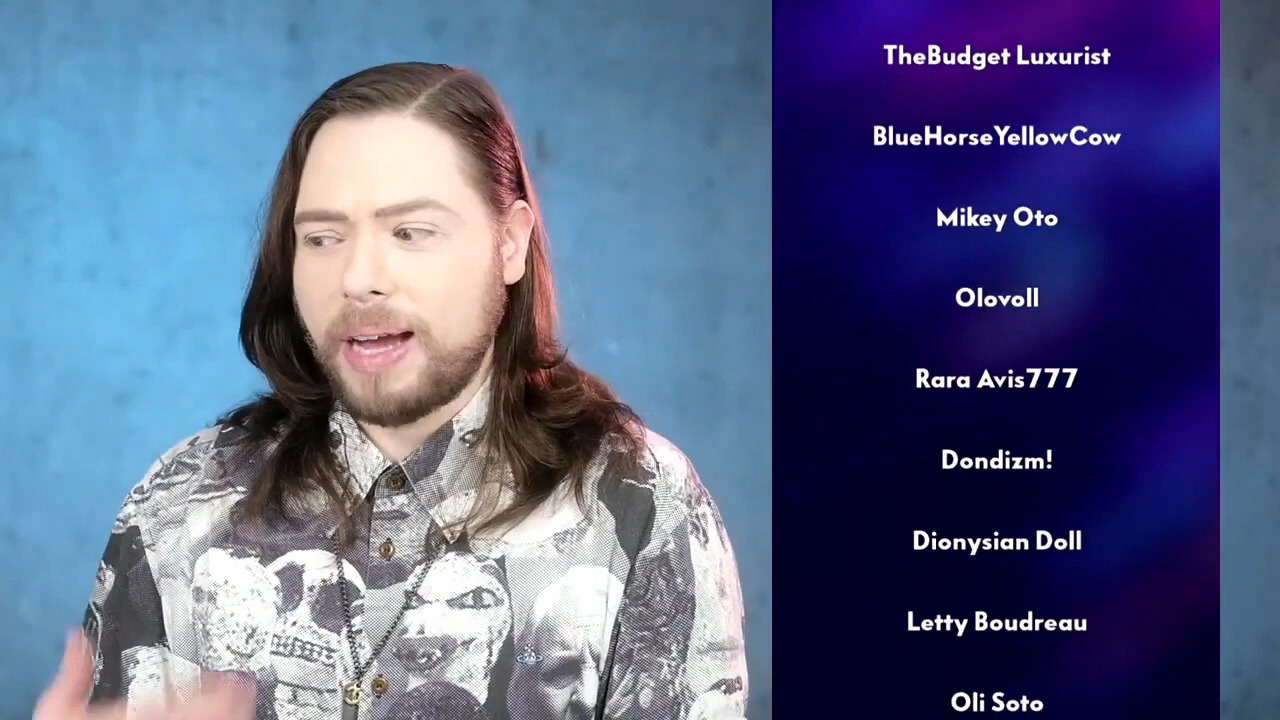 TheBudget Luxurist
BlueHorseYellowCow
Mikey Oto
Olovoll
Rara Avis777
Dondizm!
Dionysian Doll
Letty Boudreau
Oli Soto